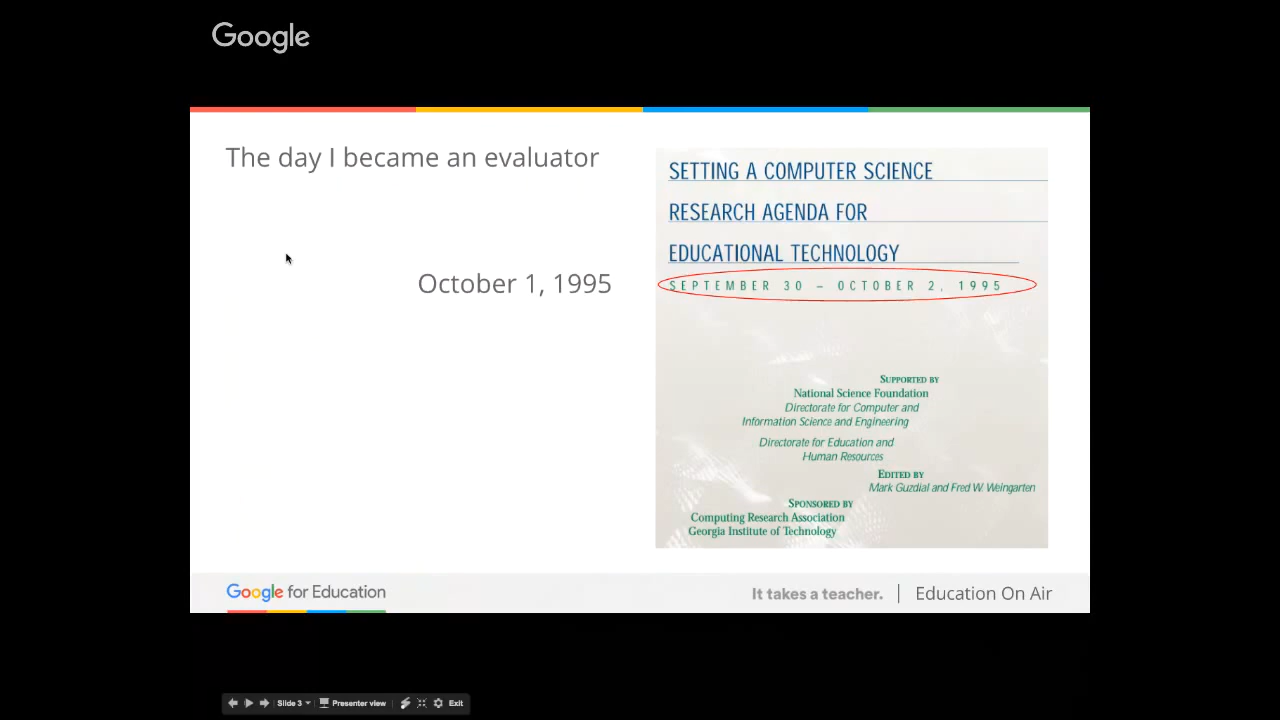 Google
The day I became an evaluator
October 1, 1995
SETTING A COMPUTER SCIENCE
RESEARCH AGENDA FOR
EDUCATIONAL TECHNOLOGY
SEPTEMBER 30 – OCTOBER 2, 1995
SUPPORTED BY
National Science Foundation
Directorate for Computer and
Information Science and Engineering
Directorate for Education and
Human Resources
EDITED BY
Mark Guzdial and Fred W. Weingarten
SPONSORED BY
Computing Research Association
Georgia Institute of Technology
Google for Education
It takes a teacher. | Education On Air
Slide 3 Presenter view Exit